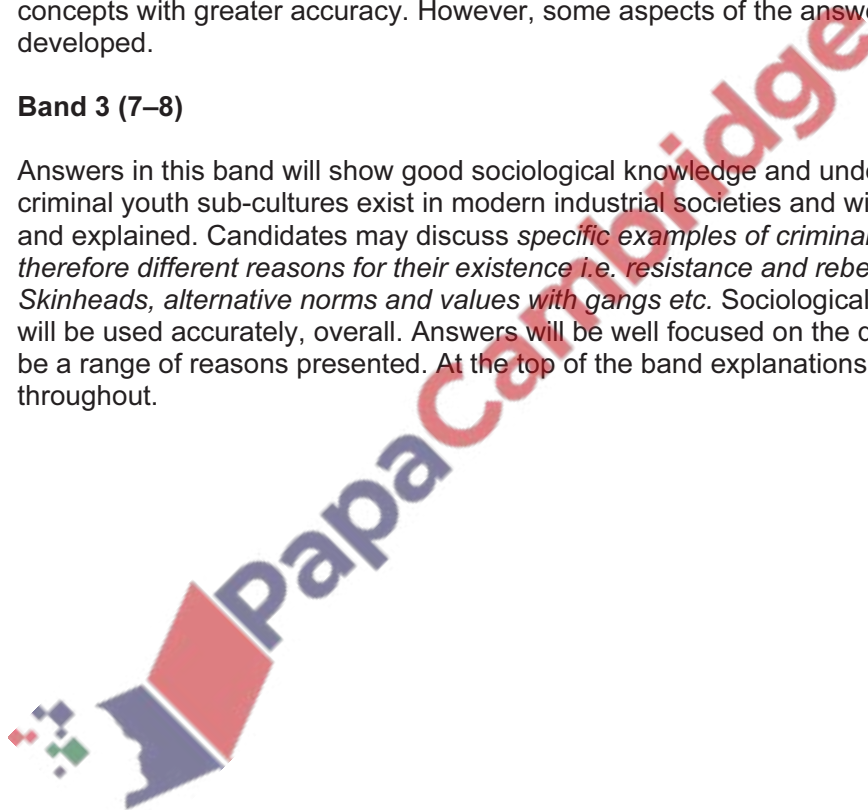 concepts with greater accuracy. However, some aspects of the answe
developed.
Band 3 (7–8)
Answers in this band will show good sociological knowledge and unde
criminal youth sub-cultures exist in modern industrial societies and wi
and explained. Candidates may discuss specific examples of criminal
therefore different reasons for their existence i.e. resistance and rebe
Skinheads, alternative norms and values with gangs etc. Sociological
will be used accurately, overall. Answers will be well focused on the
be a range of reasons presented. At the top of the band explanations
throughout.
PapaCambridge